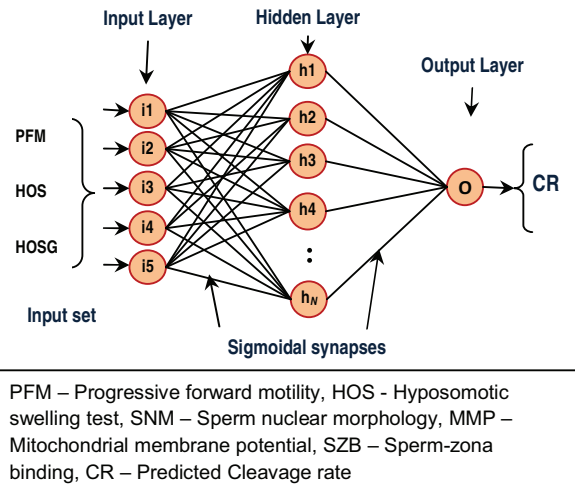 Input Layer
Hidden Layer
Output Layer
i1
i2
i3
i4
i5
PFM
HOS
HOSG
Input set
h1
h2
h3
h4
hN
O
CR
Sigmoidal synapses
PFM – Progressive forward motility, HOS - Hyposomotic
swelling test, SNM – Sperm nuclear morphology, MMP –
Mitochondrial membrane potential, SZB – Sperm-zona
binding, CR – Predicted Cleavage rate